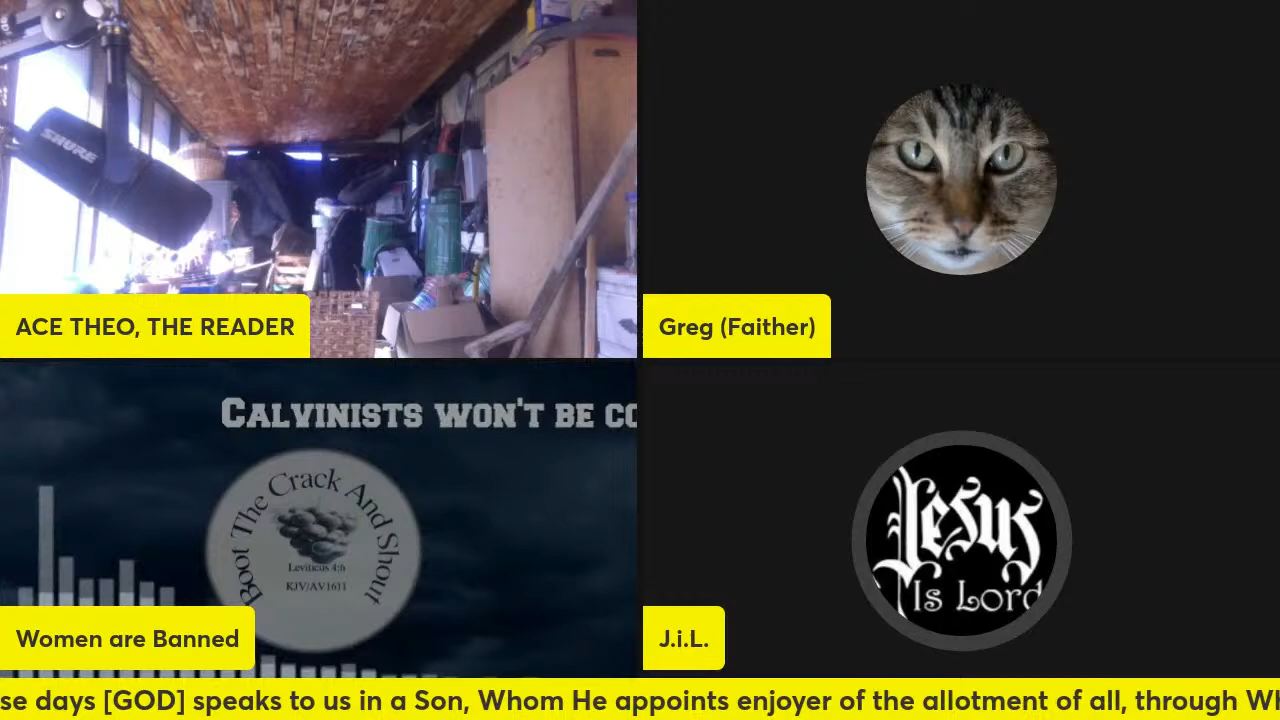 SHURE
ACE THEO, THE READER
Greg (Faither)
CALVINISTS WON'T BE CO
Boot The Crack And Shout
Leviticus 4:6
KJV/AV1611
Women are Banned
Jesus
Is Lord
J.i.L.
se days [GOD] speaks to us in a Son, Whom He appoints enjoyer of the allotment of all, through Wh